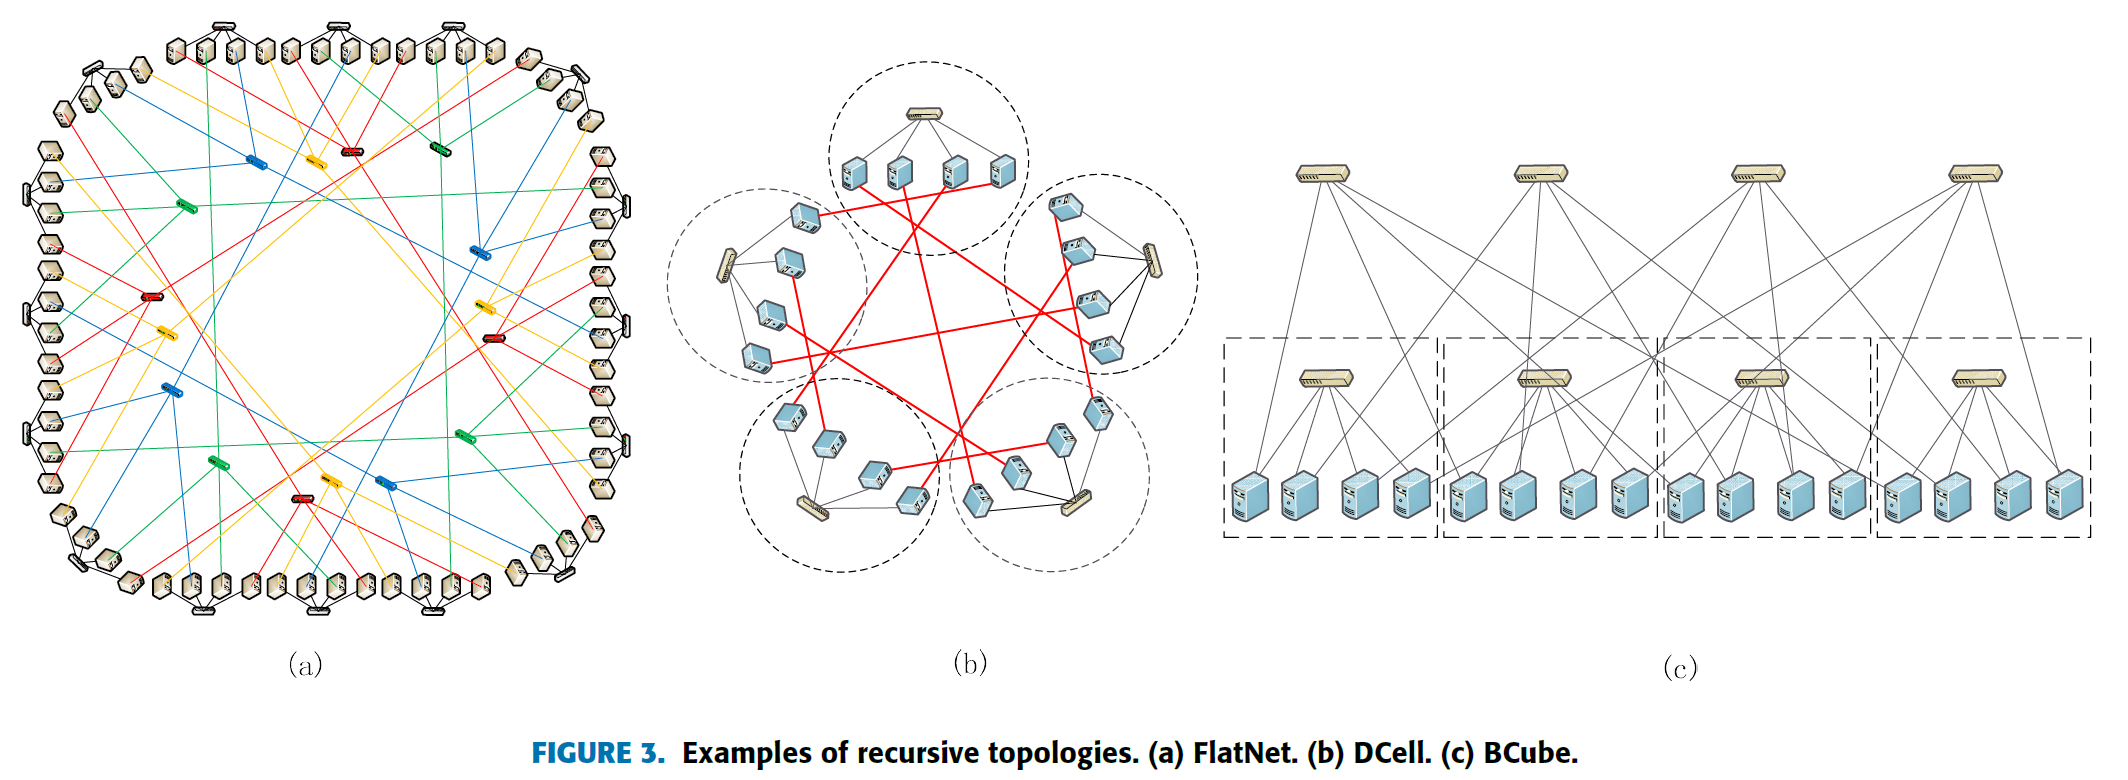 (a)
(b)
(c)
FIGURE 3. Examples of recursive topologies. (a) FlatNet. (b) DCell. (c) BCube.